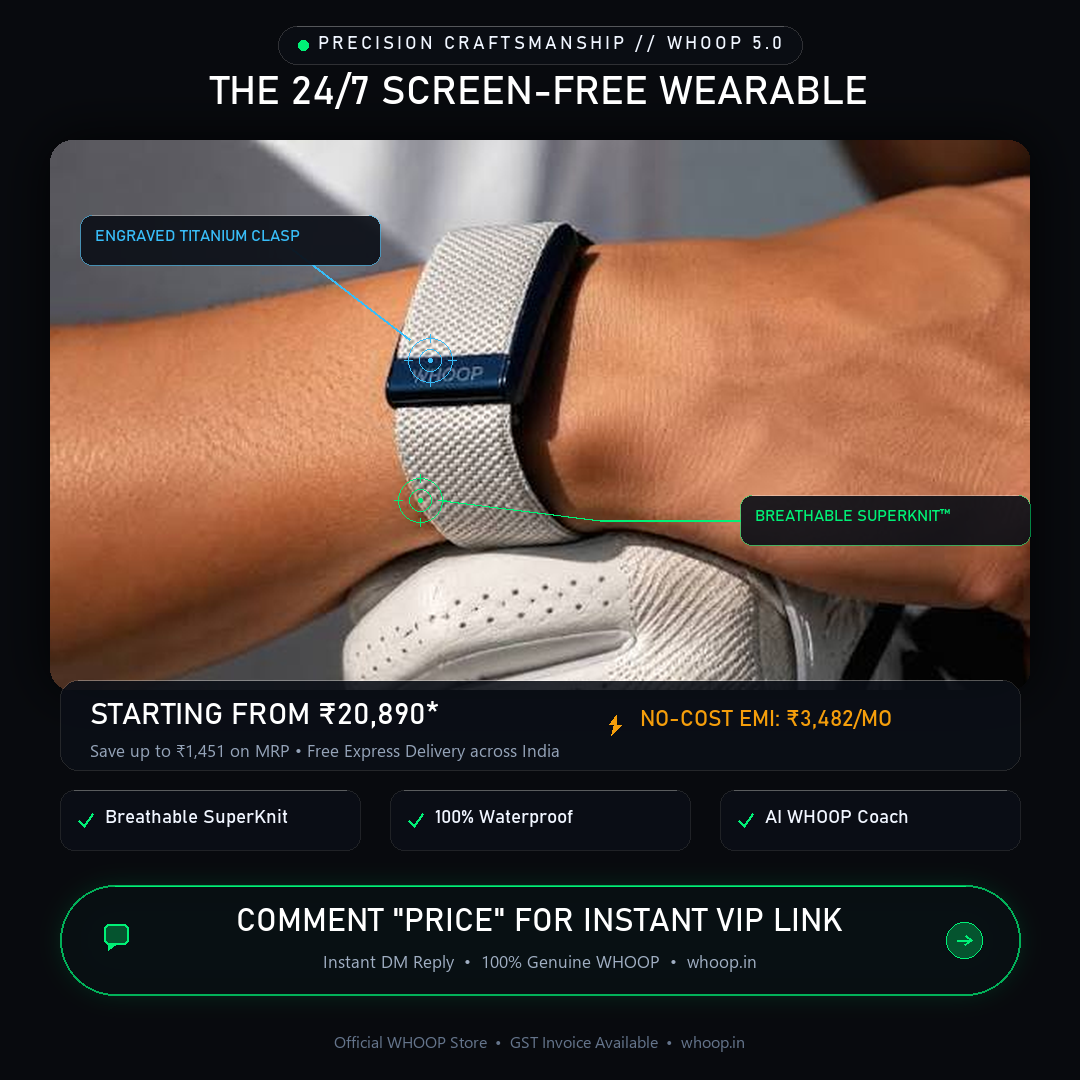 PRECISION CRAFTSMANSHIP // WHOOP 5.0
THE 24/7 SCREEN-FREE WEARABLE
ENGRAVED TITANIUM CLASP
WHOOP
BREATHABLE SUPERKNIT™
STARTING FROM ₹20,890*
NO-COST EMI: ₹3,482/MO
Save up to ₹1,451 on MRP • Free Express Delivery across India
Breathable SuperKnit
100% Waterproof
AI WHOOP Coach
COMMENT "PRICE" FOR INSTANT VIP LINK
Instant DM Reply • 100% Genuine WHOOP • whoop.in
Official WHOOP Store • GST Invoice Available • whoop.in